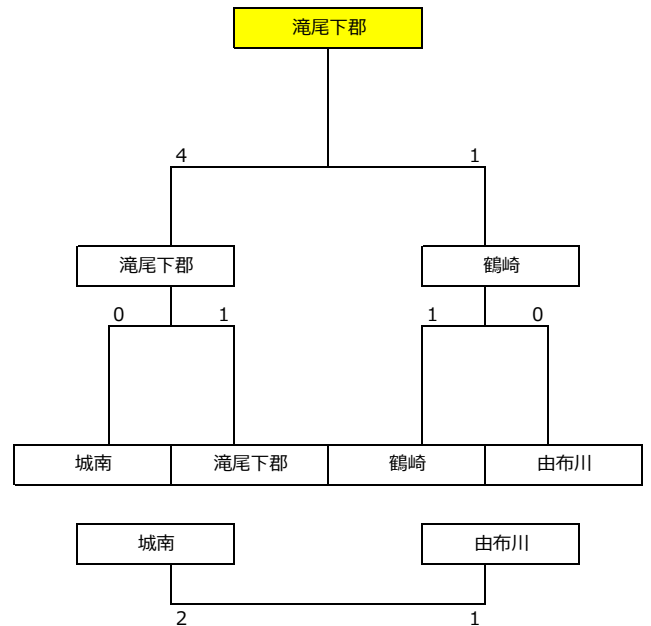 滝尾下郡
4 1
滝尾下郡 鶴崎
0 1 1 0
城南 滝尾下郡 鶴崎 由布川
城南 由布川
2 1